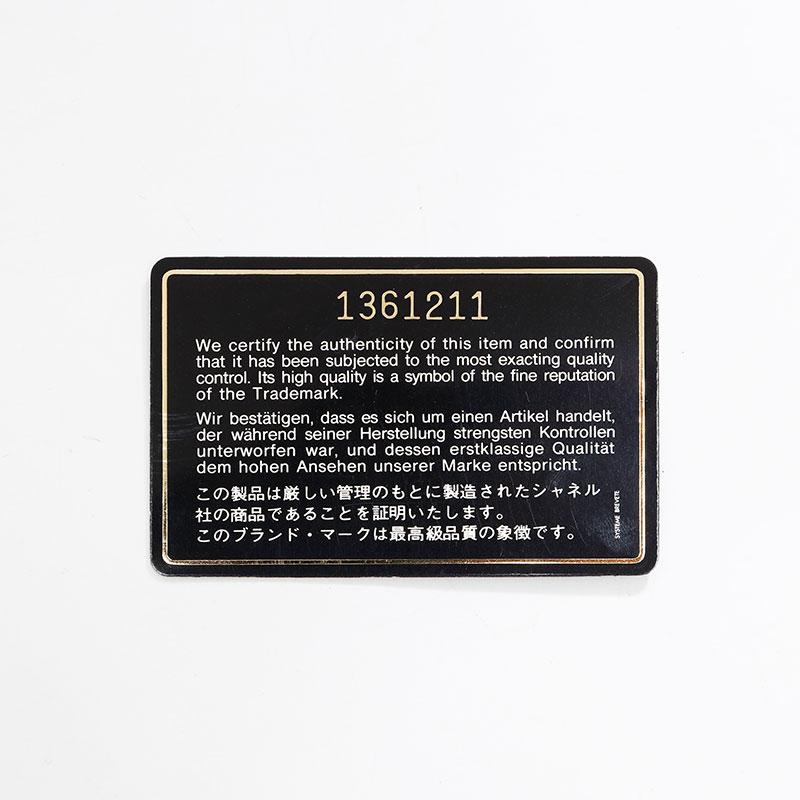 1361211
We certify the authenticity of this item and confirm
that it has been subjected to the most exacting quality
control. Its high quality is a symbol of the fine reputation
of the Trademark.
Wir bestätigen, dass es sich um einen Artikel handelt,
der während seiner Herstellung strengsten Kontrollen
unterworfen war, und dessen erstklassige Qualität
dem hohen Ansehen unserer Marke entspricht.
この製品は厳しい管理のもとに製造されたシャネル
社の商品であることを証明いたします。
このブランド・マークは最高級品質の象徴です。
SYSTEME BREVETE